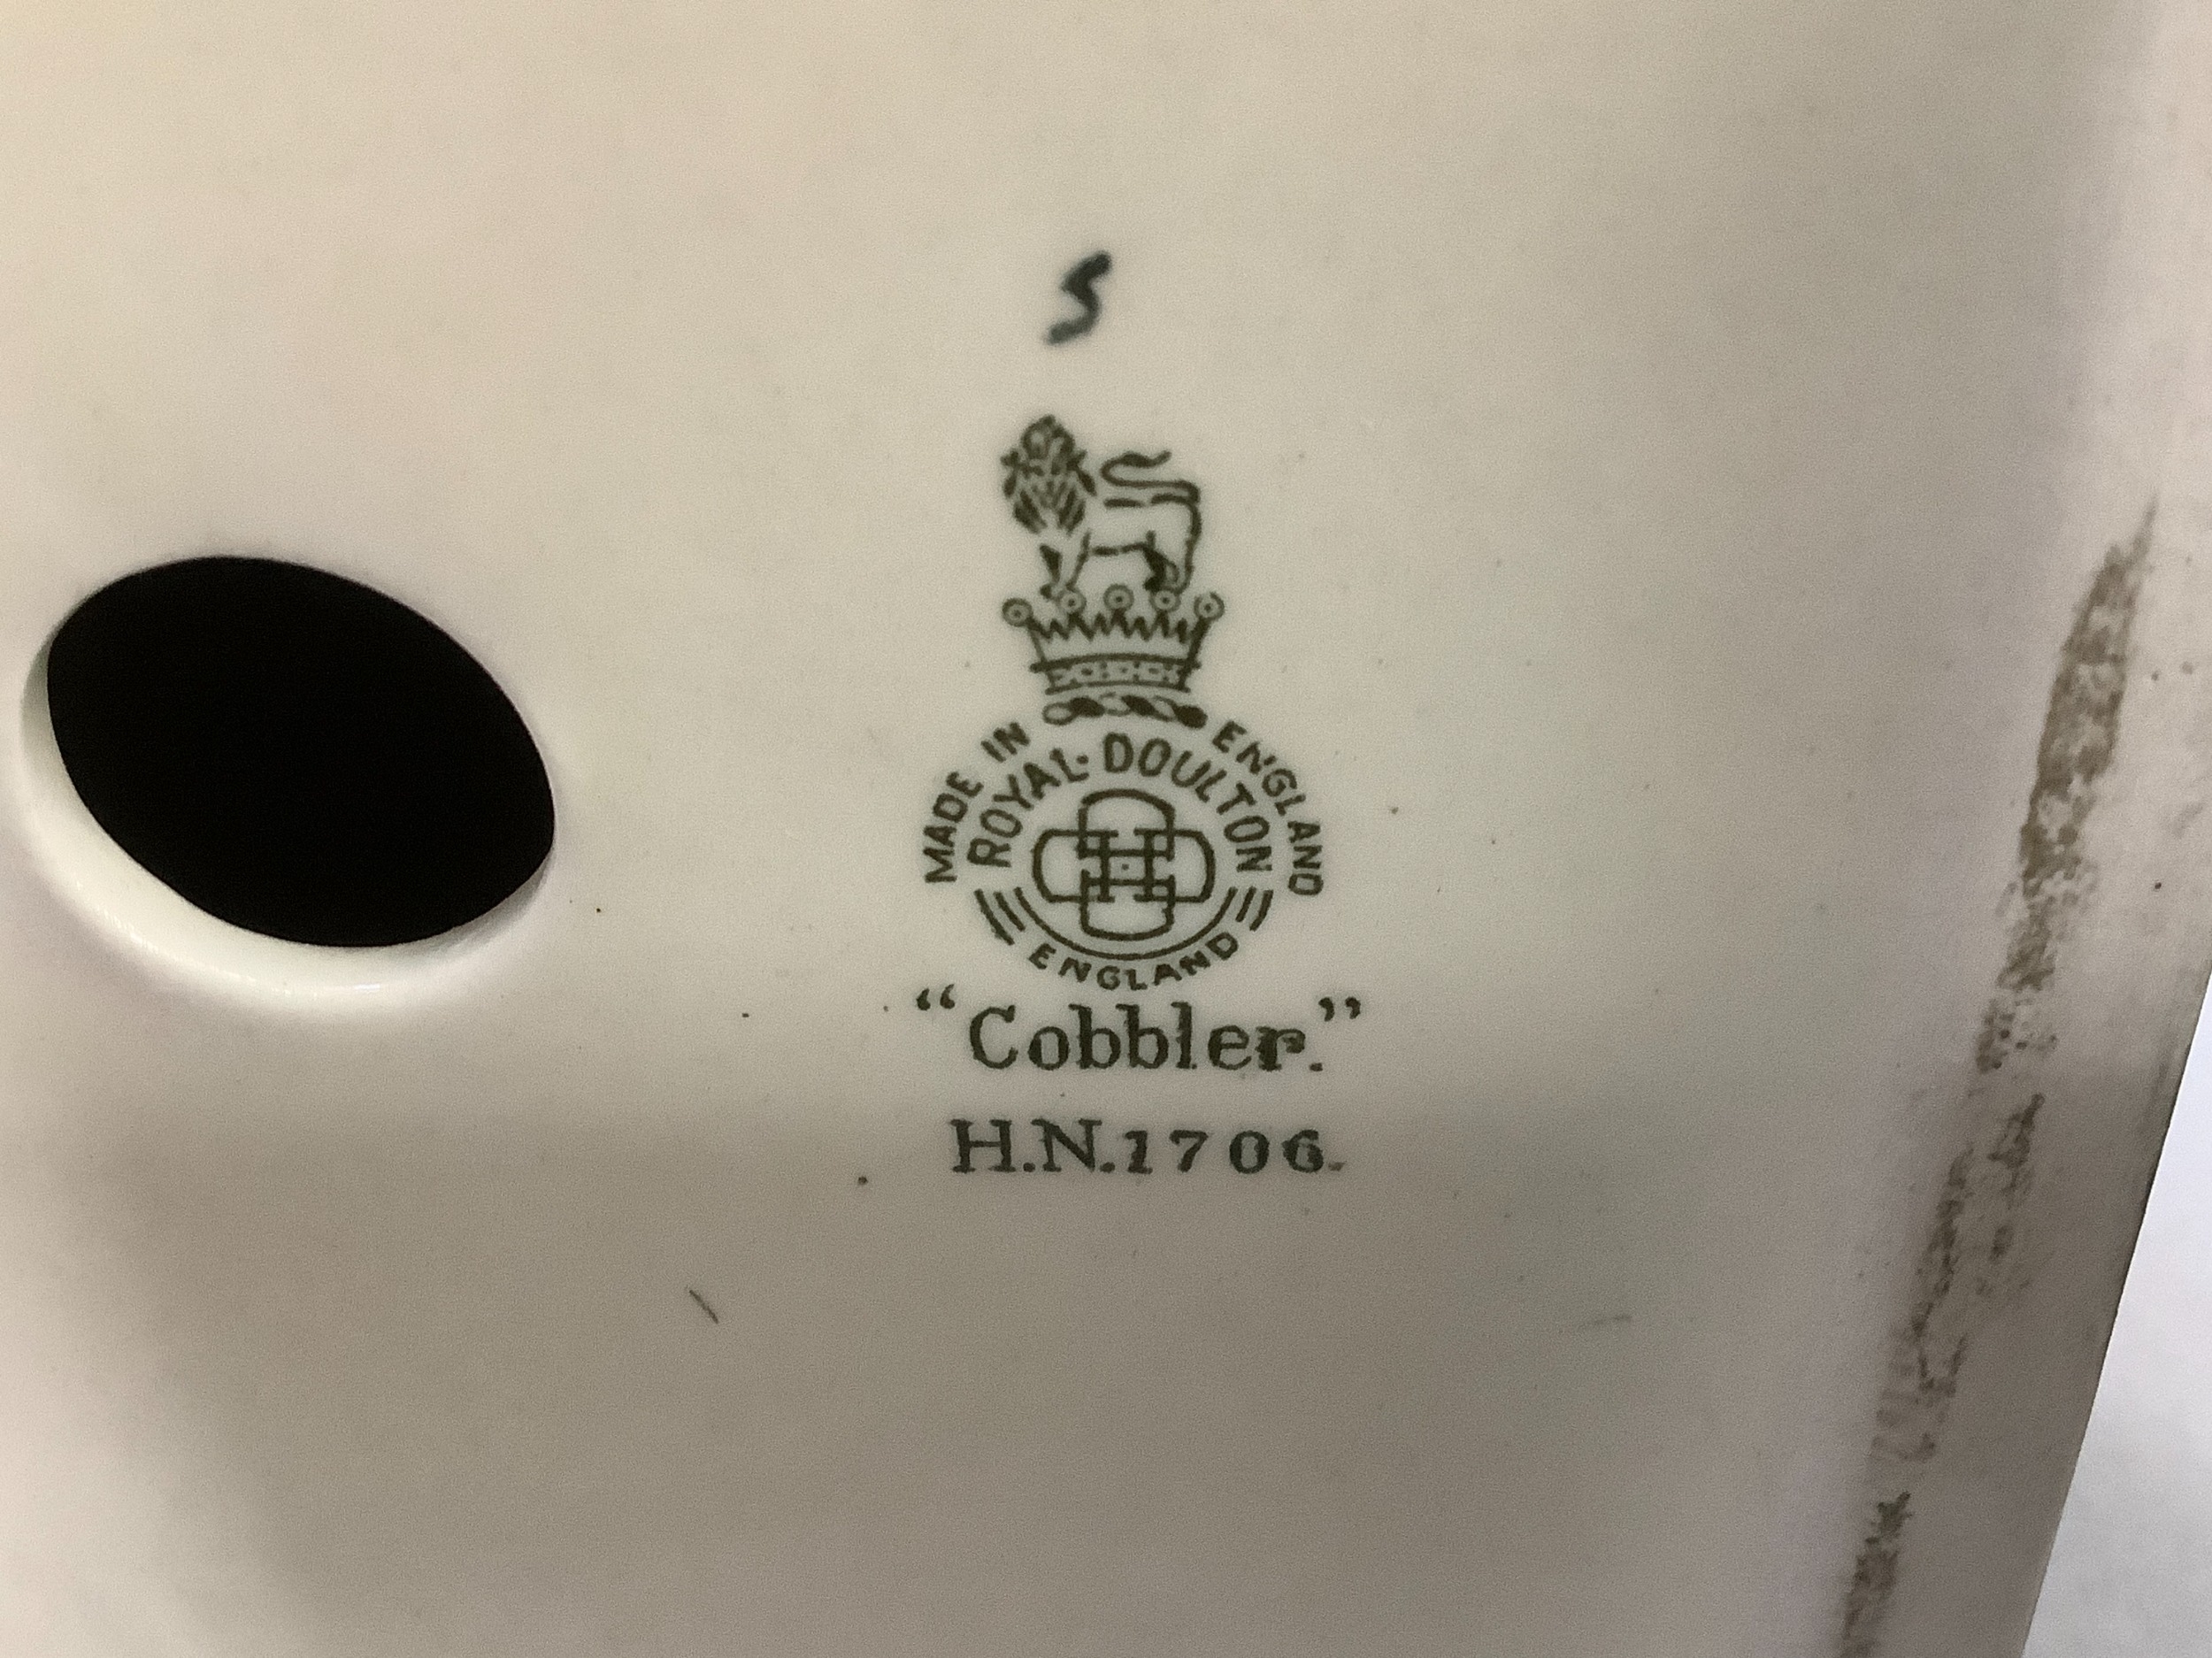 S
MADE IN ENGLAND
ROYAL·DOULTON
ENGLAND
“Cobbler.”
H.N.1706.